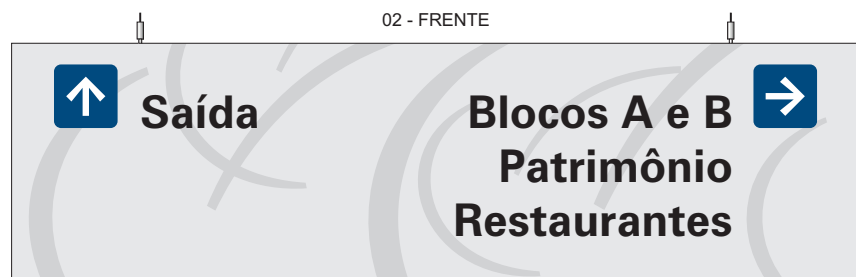 02 - FRENTE
Saída
Blocos A e B
Patrimônio
Restaurantes